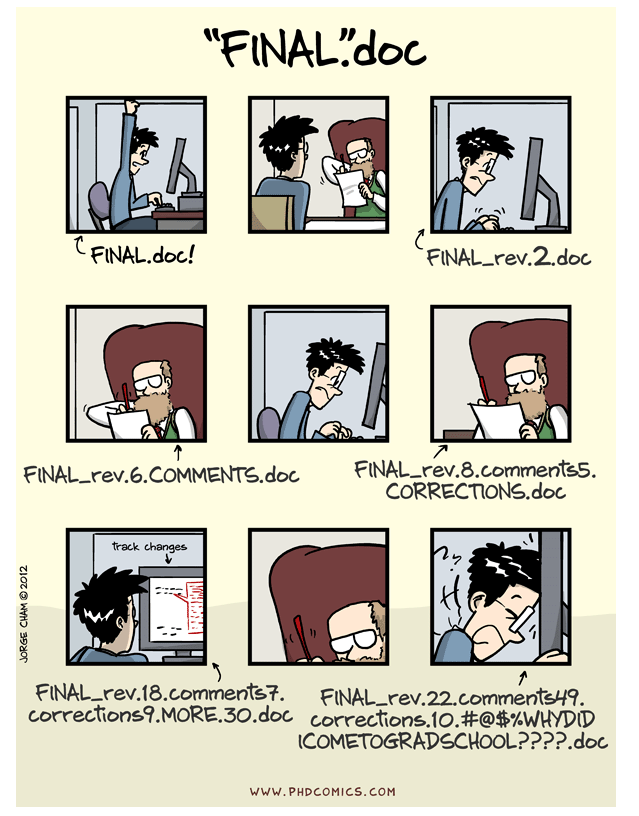 "FINAL".doc
FINAL.doc!
FINAL_rev.2.doc
FINAL_rev.6.COMMENTS.doc
FINAL_rev.8.comments5.
CORRECTIONS.doc
track changes
FINAL_rev.18.comments7.
corrections9.MORE.30.doc
FINAL_rev.22.comments49.
corrections.10.#@$%WHYDID
ICOMETOGRADSCHOOL????.doc
JORGE CHAM © 2012
WWW.PHDCOMICS.COM